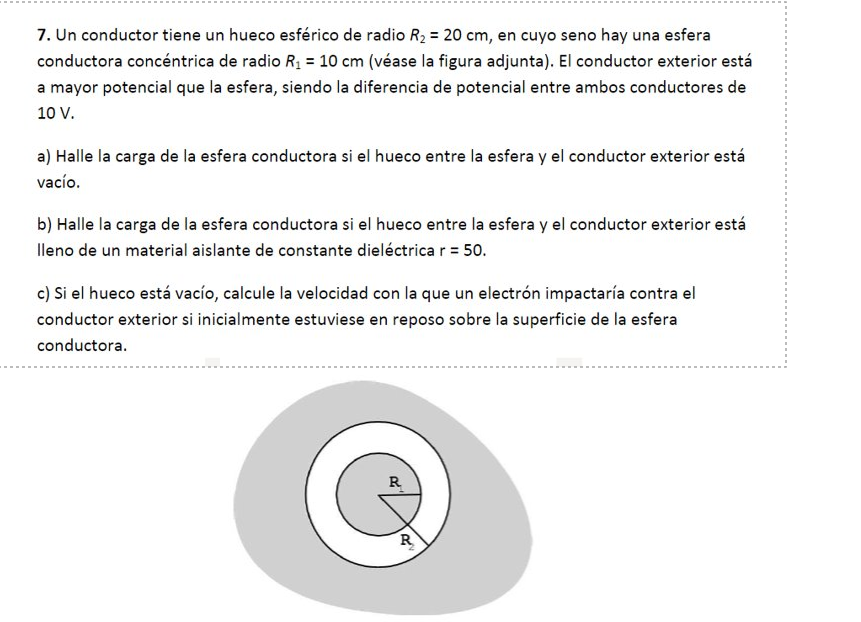 7. Un conductor tiene un hueco esférico de radio R₂ = 20 cm, en cuyo seno hay una esfera
conductora concéntrica de radio R₁ = 10 cm (véase la figura adjunta). El conductor exterior está
a mayor potencial que la esfera, siendo la diferencia de potencial entre ambos conductores de
10 V.
a) Halle la carga de la esfera conductora si el hueco entre la esfera y el conductor exterior está
vacío.
b) Halle la carga de la esfera conductora si el hueco entre la esfera y el conductor exterior está
lleno de un material aislante de constante dieléctrica r = 50.
c) Si el hueco está vacío, calcule la velocidad con la que un electrón impactaría contra el
conductor exterior si inicialmente estuviese en reposo sobre la superficie de la esfera
conductora.
R₁
R₂